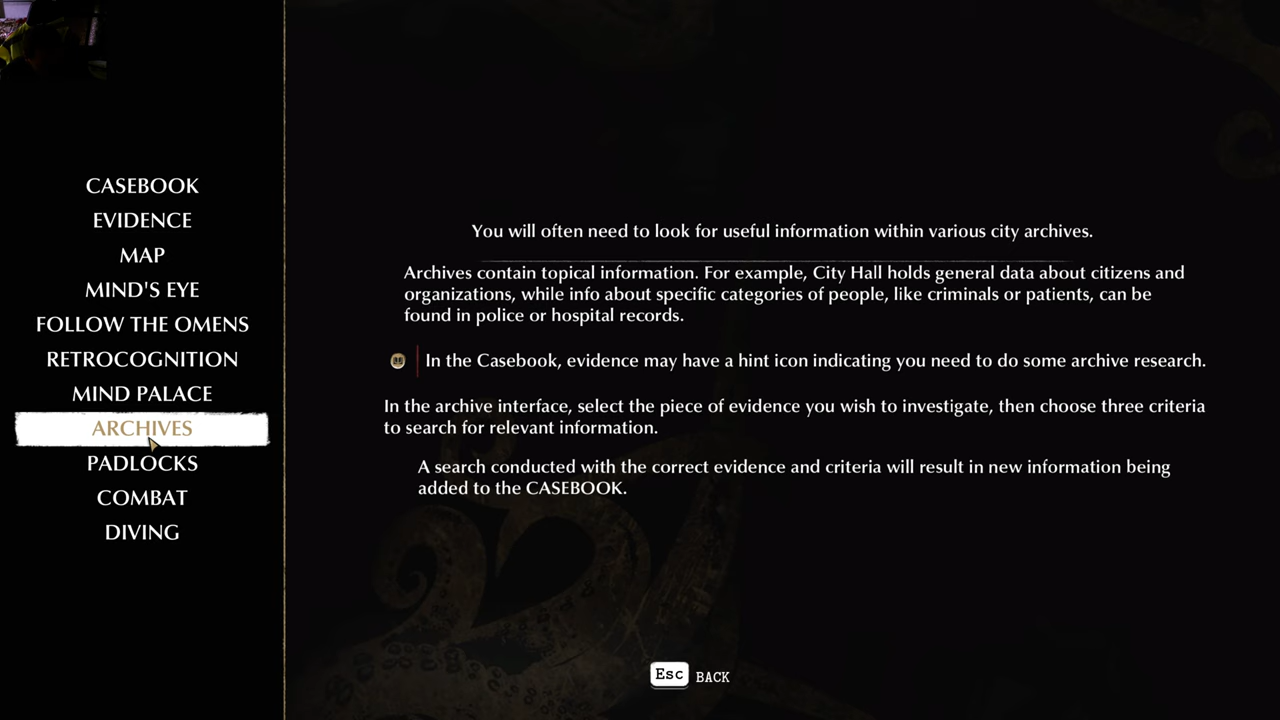 CASEBOOK
EVIDENCE
MAP
MIND'S EYE
FOLLOW THE OMENS
RETROCOGNITION
MIND PALACE
ARCHIVES
PADLOCKS
COMBAT
DIVING
You will often need to look for useful information within various city archives.
Archives contain topical information. For example, City Hall holds general data about citizens and
organizations, while info about specific categories of people, like criminals or patients, can be
found in police or hospital records.
In the Casebook, evidence may have a hint icon indicating you need to do some archive research.
In the archive interface, select the piece of evidence you wish to investigate, then choose three criteria
to search for relevant information.
A search conducted with the correct evidence and criteria will result in new information being
added to the CASEBOOK.
Esc BACK